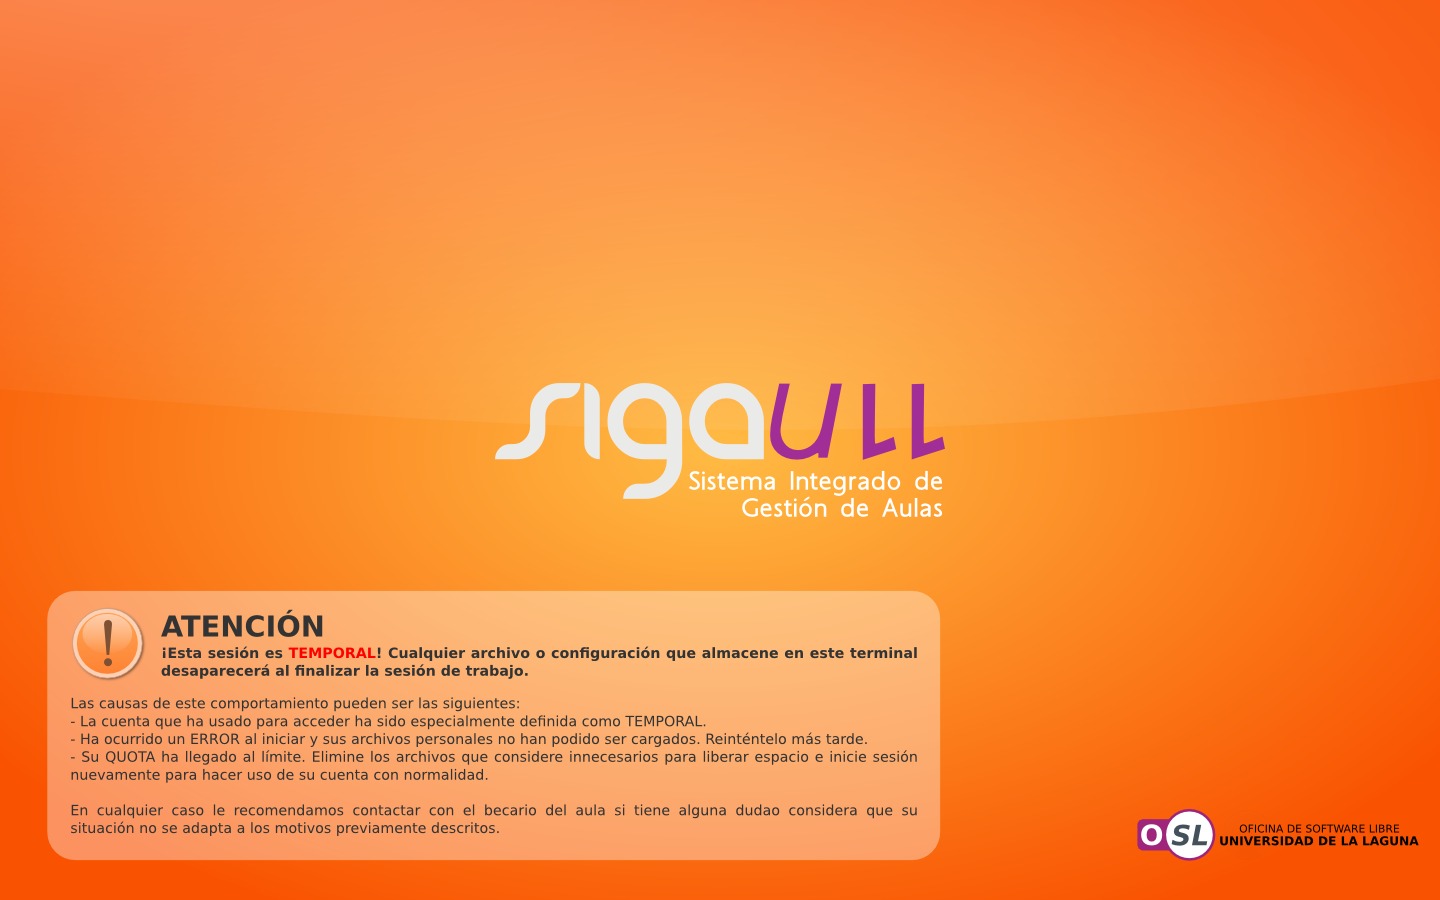 sigaull
Sistema Integrado de
Gestión de Aulas
ATENCIÓN
¡Esta sesión es TEMPORAL! Cualquier archivo o configuración que almacene en este terminal
desaparecerá al finalizar la sesión de trabajo.
Las causas de este comportamiento pueden ser las siguientes:
- La cuenta que ha usado para acceder ha sido especialmente definida como TEMPORAL.
- Ha ocurrido un ERROR al iniciar y sus archivos personales no han podido ser cargados. Reinténtelo más tarde.
- Su QUOTA ha llegado al límite. Elimine los archivos que considere innecesarios para liberar espacio e inicie sesión
nuevamente para hacer uso de su cuenta con normalidad.
En cualquier caso le recomendamos contactar con el becario del aula si tiene alguna dudao considera que su
situación no se adapta a los motivos previamente descritos.
OSL
OFICINA DE SOFTWARE LIBRE
UNIVERSIDAD DE LA LAGUNA